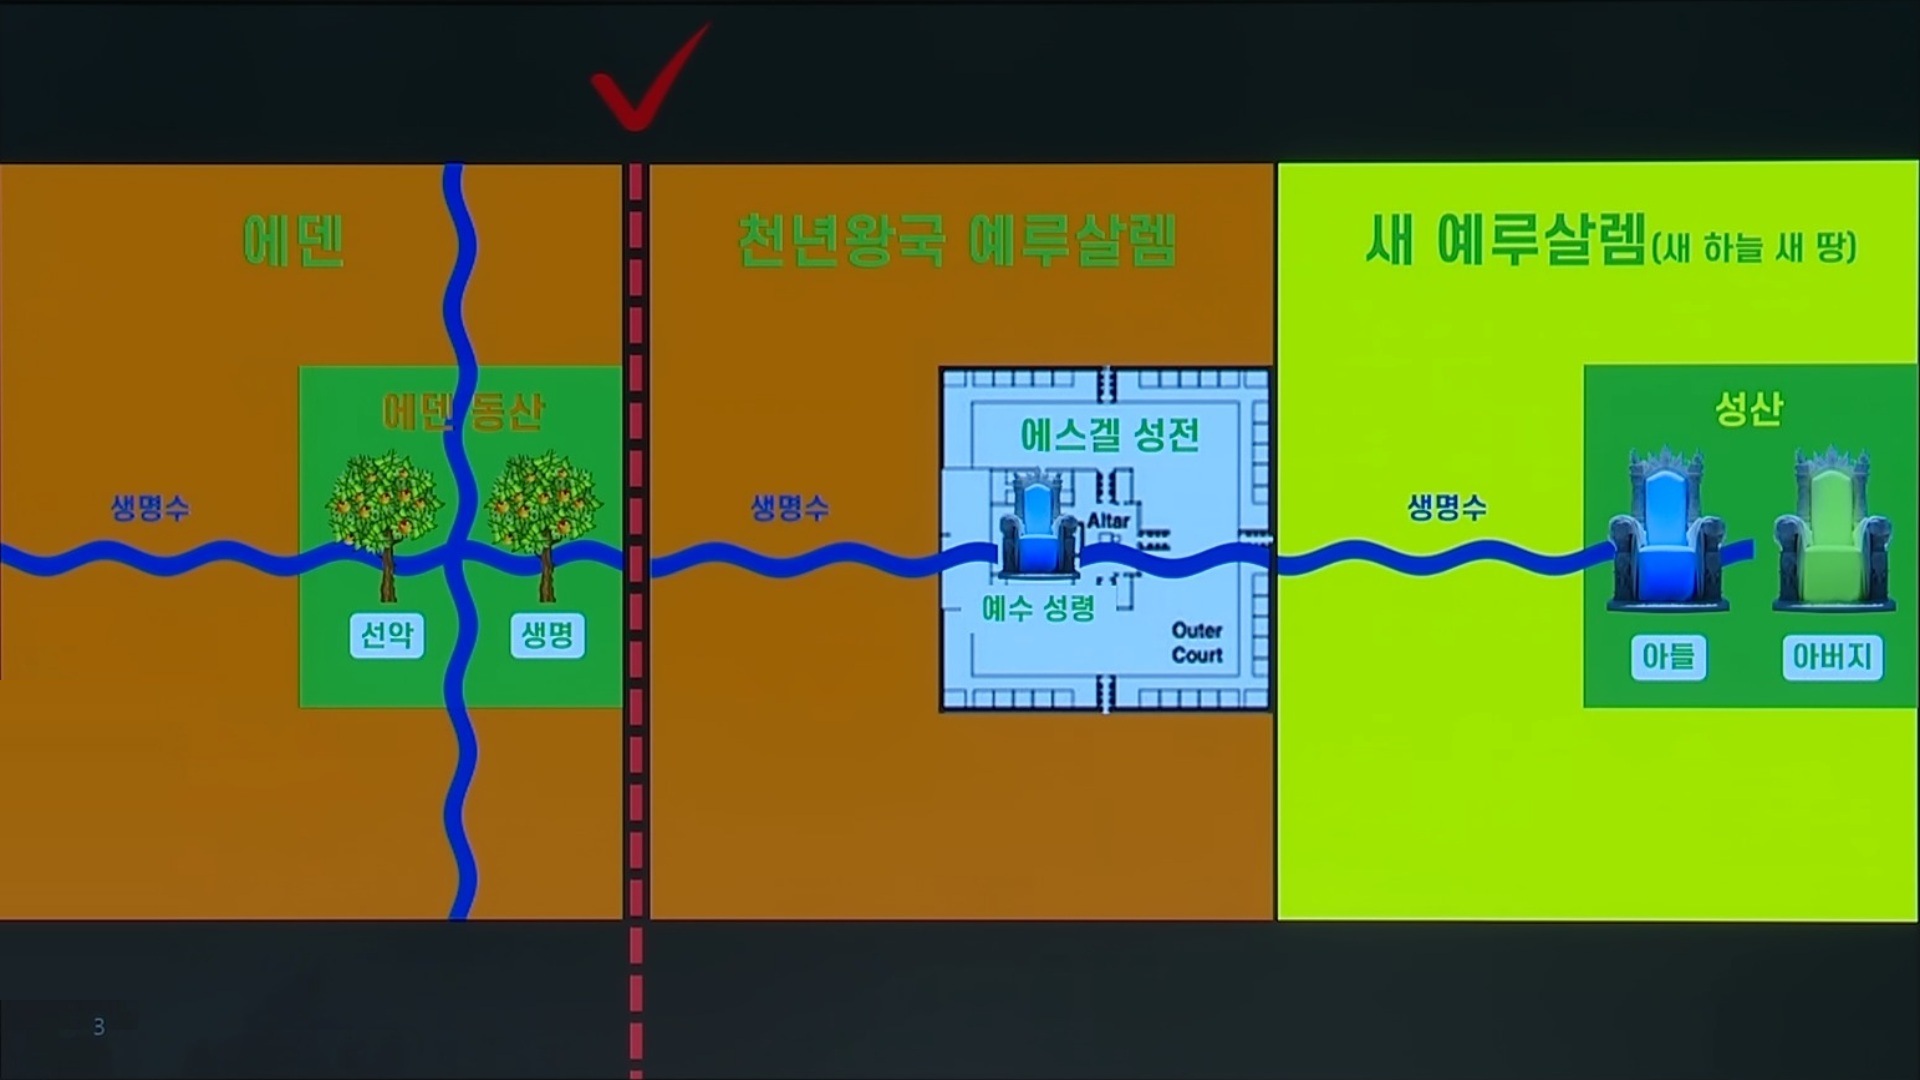 에덴
천년왕국 예루살렘
새 예루살렘(새 하늘 새 땅)
에덴 동산
생명수
선악
생명
에스겔 성전
생명수
Altar
예수 성령
Outer
Court
성산
생명수
아들
아버지
3